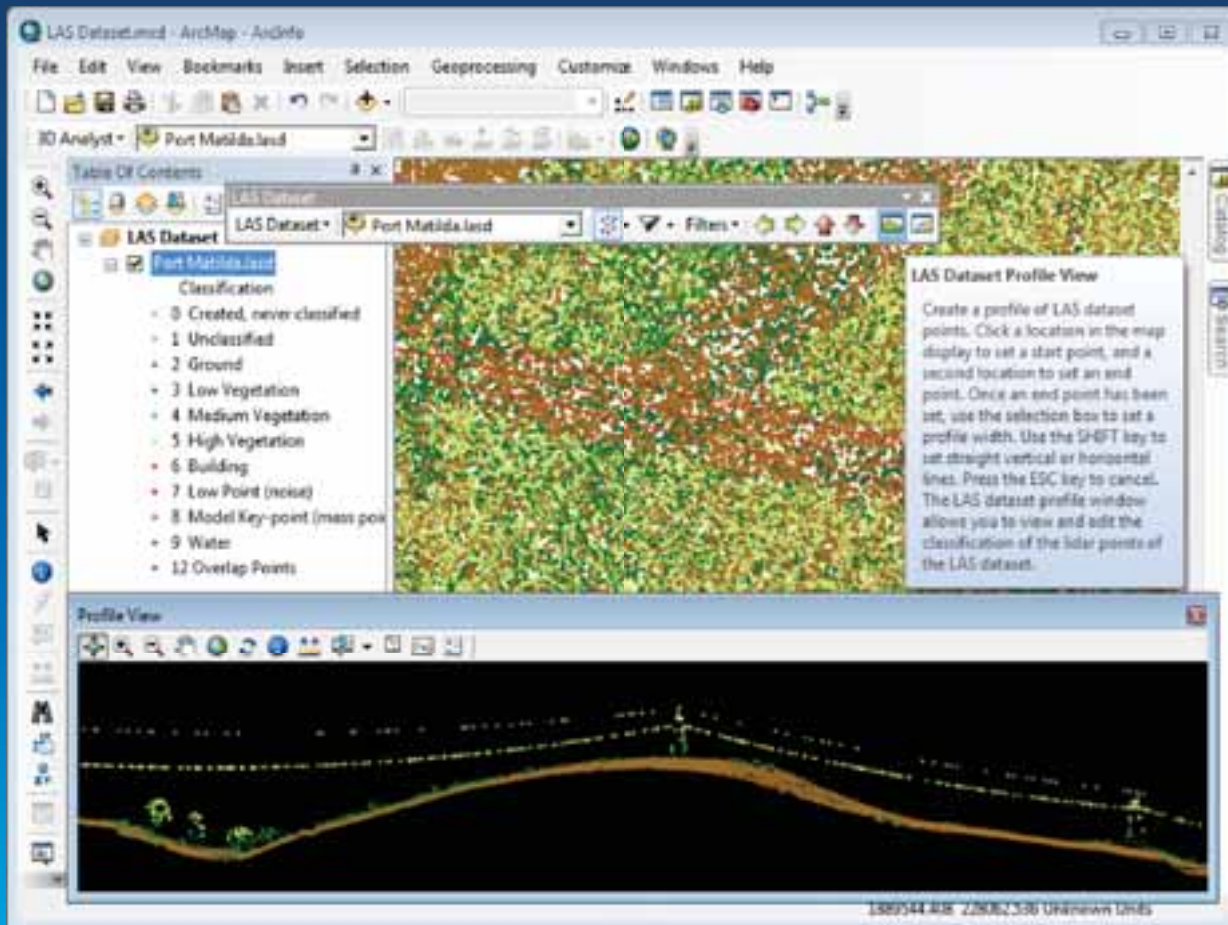 LAS Dataset.mxd - ArcMap - ArcInfo
File Edit View Bookmarks Insert Selection Geoprocessing Customize Windows Help
3D Analyst Port Matilda.lasd
Table Of Contents
LAS Dataset
LAS Dataset Port Matilda.lasd Filters
LAS Dataset
Port Matilda.lasd
Classification
0 Created, never classified
1 Unclassified
2 Ground
3 Low Vegetation
4 Medium Vegetation
5 High Vegetation
6 Building
7 Low Point (noise)
8 Model Key-point (mass poi
9 Water
12 Overlap Points
LAS Dataset Profile View
Create a profile of LAS dataset
points. Click a location in the map
display to set a start point, and a
second location to set an end
point. Once an end point has been
set, use the selection box to set a
profile width. Use the SHIFT key to
set straight vertical or horizontal
lines. Press the ESC key to cancel.
The LAS dataset profile window
allows you to view and edit the
classification of the lidar points of
the LAS dataset.
Catalog
Search
Profile View
1889544.408 228062.536 Unknown Units